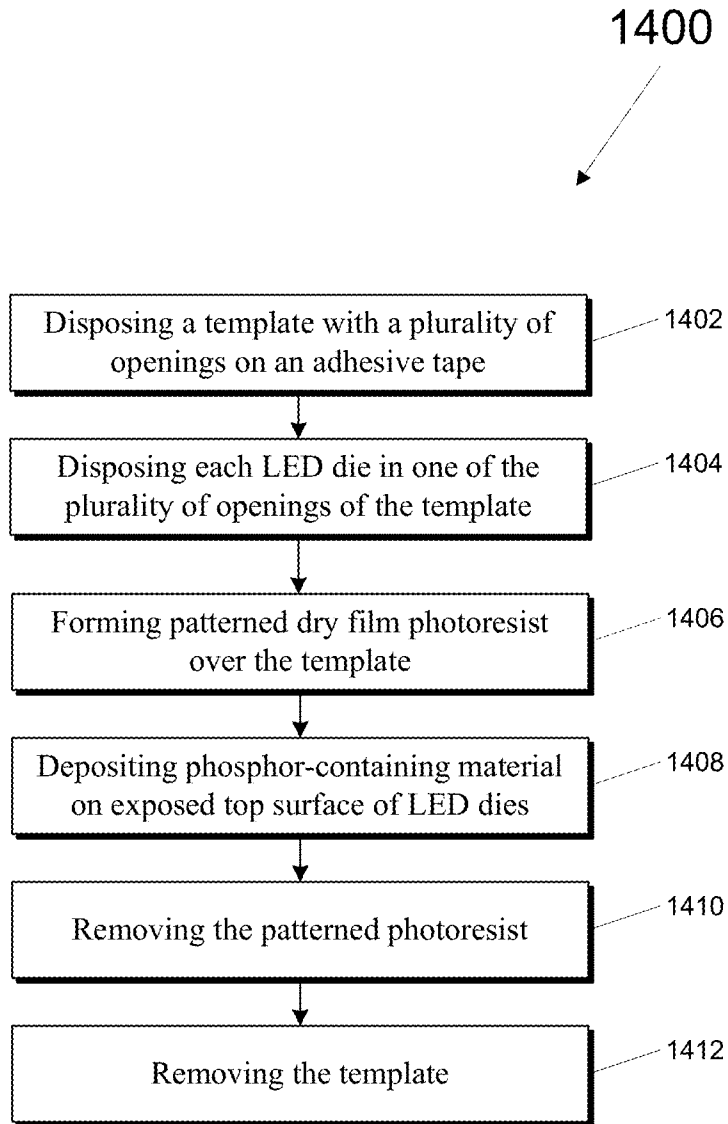 1400
Disposing a template with a plurality of
openings on an adhesive tape
1402
Disposing each LED die in one of the
plurality of openings of the template
1404
Forming patterned dry film photoresist
over the template
1406
Depositing phosphor-containing material
on exposed top surface of LED dies
1408
Removing the patterned photoresist
1410
Removing the template
1412